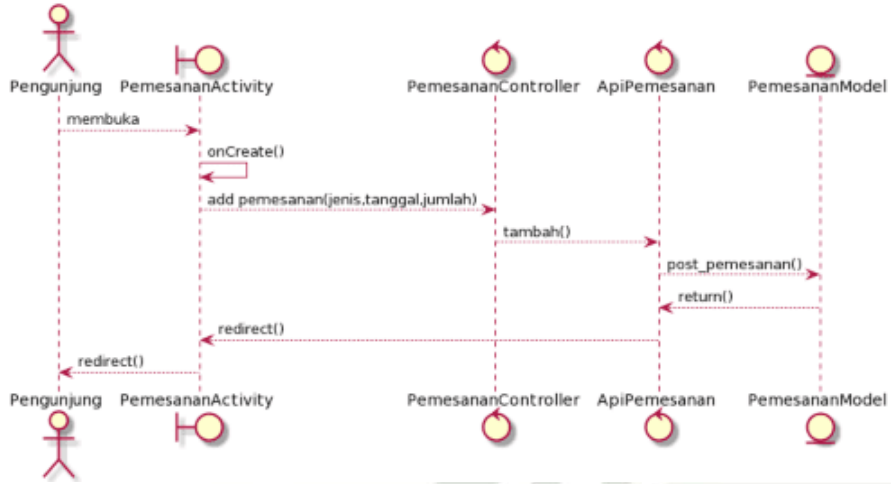 Pengunjung PemesananActivity PemesananController ApiPemesanan PemesananModel
membuka
onCreate()
add pemesanan(jenis,tanggal,jumlah)
tambah()
post_pemesanan()
return()
redirect()
redirect()
Pengunjung PemesananActivity PemesananController ApiPemesanan PemesananModel